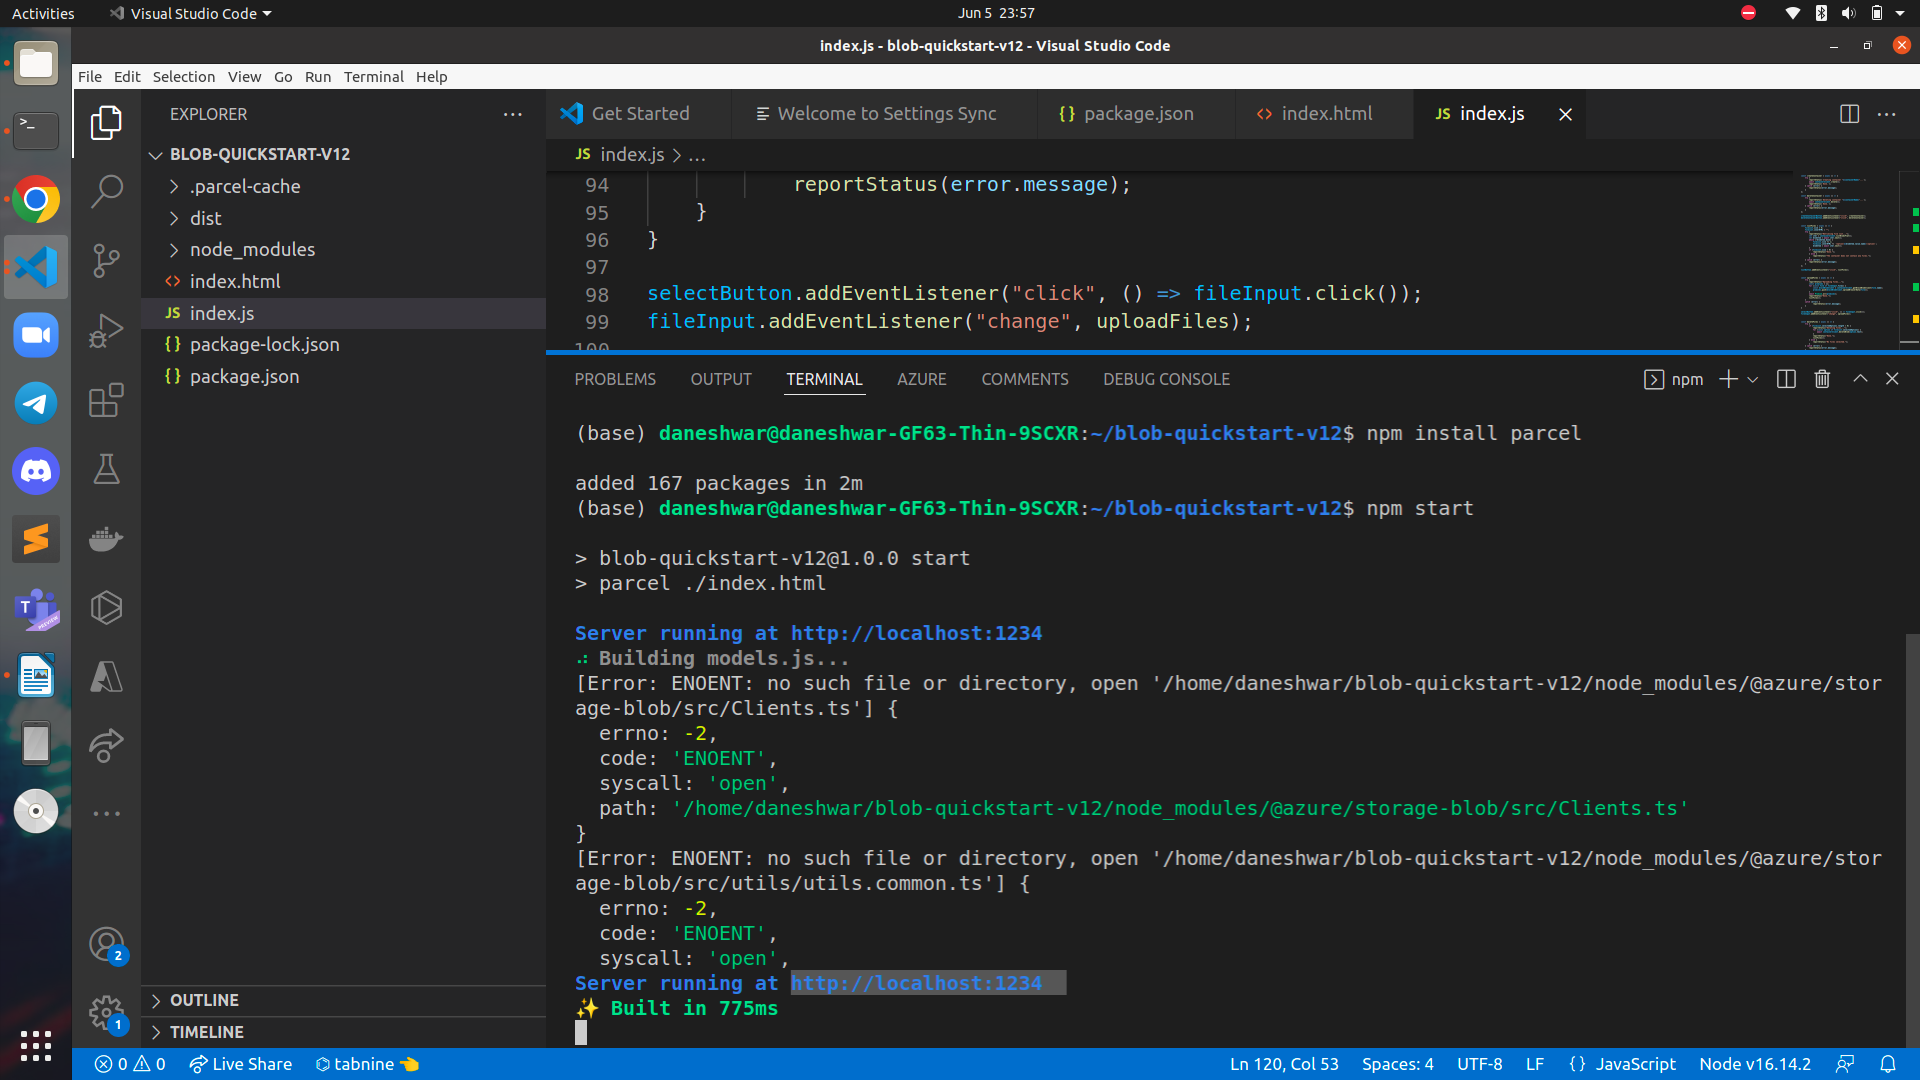 Activities
Visual Studio Code
Jun 5 23:57
index.js - blob-quickstart-v12 - Visual Studio Code
File Edit Selection View Go Run Terminal Help
EXPLORER
BLOB-QUICKSTART-V12
.parcel-cache
dist
node_modules
index.html
index.js
package-lock.json
package.json
OUTLINE
TIMELINE
Get Started
Welcome to Settings Sync
{} package.json
<> index.html
JS index.js
JS index.js > ...
94 reportStatus(error.message);
95 }
96 }
97
98 selectButton.addEventListener("click", () => fileInput.click());
99 fileInput.addEventListener("change", uploadFiles);
100
PROBLEMS OUTPUT TERMINAL AZURE COMMENTS DEBUG CONSOLE
npm
(base) daneshwar@daneshwar-GF63-Thin-9SCXR:~/blob-quickstart-v12$ npm install parcel
added 167 packages in 2m
(base) daneshwar@daneshwar-GF63-Thin-9SCXR:~/blob-quickstart-v12$ npm start
> blob-quickstart-v12@1.0.0 start
> parcel ./index.html
Server running at http://localhost:1234
Building models.js...
[Error: ENOENT: no such file or directory, open '/home/daneshwar/blob-quickstart-v12/node_modules/@azure/stor
age-blob/src/Clients.ts'] {
errno: -2,
code: 'ENOENT',
syscall: 'open',
path: '/home/daneshwar/blob-quickstart-v12/node_modules/@azure/storage-blob/src/Clients.ts'
}
[Error: ENOENT: no such file or directory, open '/home/daneshwar/blob-quickstart-v12/node_modules/@azure/stor
age-blob/src/utils/utils.common.ts'] {
errno: -2,
code: 'ENOENT',
syscall: 'open',
Server running at http://localhost:1234
✨ Built in 775ms
2
1
0 0 Live Share tabnine 👈
Ln 120, Col 53 Spaces: 4 UTF-8 LF {} JavaScript Node v16.14.2